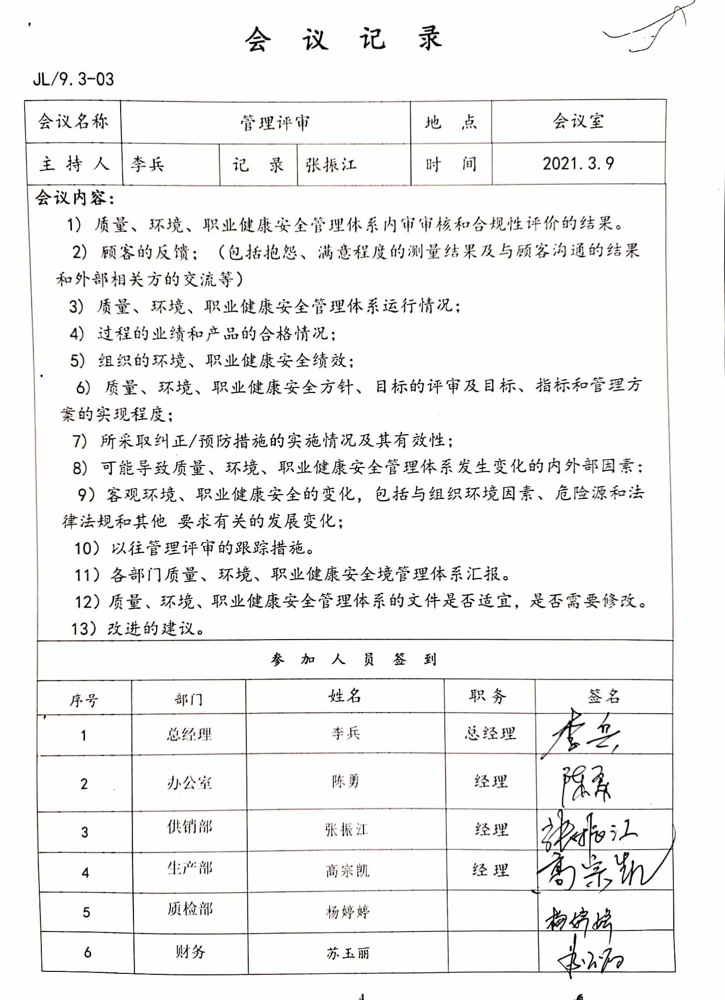 会 议 记 录
JL/9.3-03
会议名称 管理评审 地 点 会议室
主 持 人 李兵 记 录 张振江 时 间 2021.3.9
会议内容：
1) 质量、环境、职业健康安全管理体系内审审核和合规性评价的结果。
2) 顾客的反馈；（包括抱怨、满意程度的测量结果及与顾客沟通的结果
和外部相关方的交流等）
3) 质量、环境、职业健康安全管理体系运行情况；
4) 过程的业绩和产品的合格情况；
5) 组织的环境、职业健康安全绩效；
6) 质量、环境、职业健康安全方针、目标的评审及目标、指标和管理方
案的实现程度；
7) 所采取纠正/预防措施的实施情况及其有效性；
8) 可能导致质量、环境、职业健康安全管理体系发生变化的内外部因素；
9）客观环境、职业健康安全的变化，包括与组织环境因素、危险源和法
律法规和其他 要求有关的发展变化；
10）以往管理评审的跟踪措施。
11）各部门质量、环境、职业健康安全境管理体系汇报。
12）质量、环境、职业健康安全管理体系的文件是否适宜，是否需要修改。
13）改进的建议。
参 加 人 员 签 到
序号 部门 姓名 职务 签名
1 总经理 李兵 总经理 李兵
2 办公室 陈勇 经理 陈勇
3 供销部 张振江 经理 张振江
4 生产部 高宗凯 经理 高宗凯
5 质检部 杨婷婷 杨婷婷
6 财务 苏玉丽 苏玉丽
4